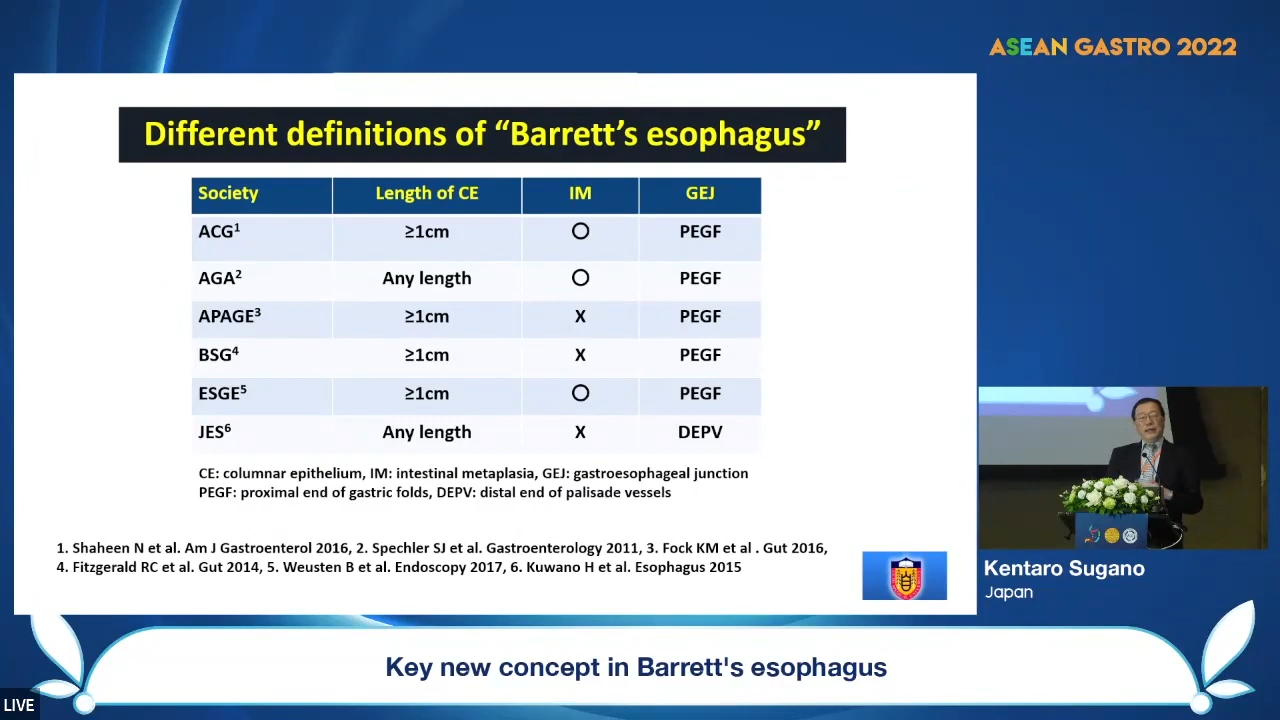 ASEAN GASTRO 2022
Different definitions of “Barrett’s esophagus”
Society Length of CE IM GEJ
ACG¹ ≥1cm ○ PEGF
AGA² Any length ○ PEGF
APAGE³ ≥1cm X PEGF
BSG⁴ ≥1cm X PEGF
ESGE⁵ ≥1cm ○ PEGF
JES⁶ Any length X DEPV
CE: columnar epithelium, IM: intestinal metaplasia, GEJ: gastroesophageal junction
PEGF: proximal end of gastric folds, DEPV: distal end of palisade vessels
1. Shaheen N et al. Am J Gastroenterol 2016, 2. Spechler SJ et al. Gastroenterology 2011, 3. Fock KM et al . Gut 2016,
4. Fitzgerald RC et al. Gut 2014, 5. Weusten B et al. Endoscopy 2017, 6. Kuwano H et al. Esophagus 2015
Kentaro Sugano
Japan
Key new concept in Barrett's esophagus
LIVE